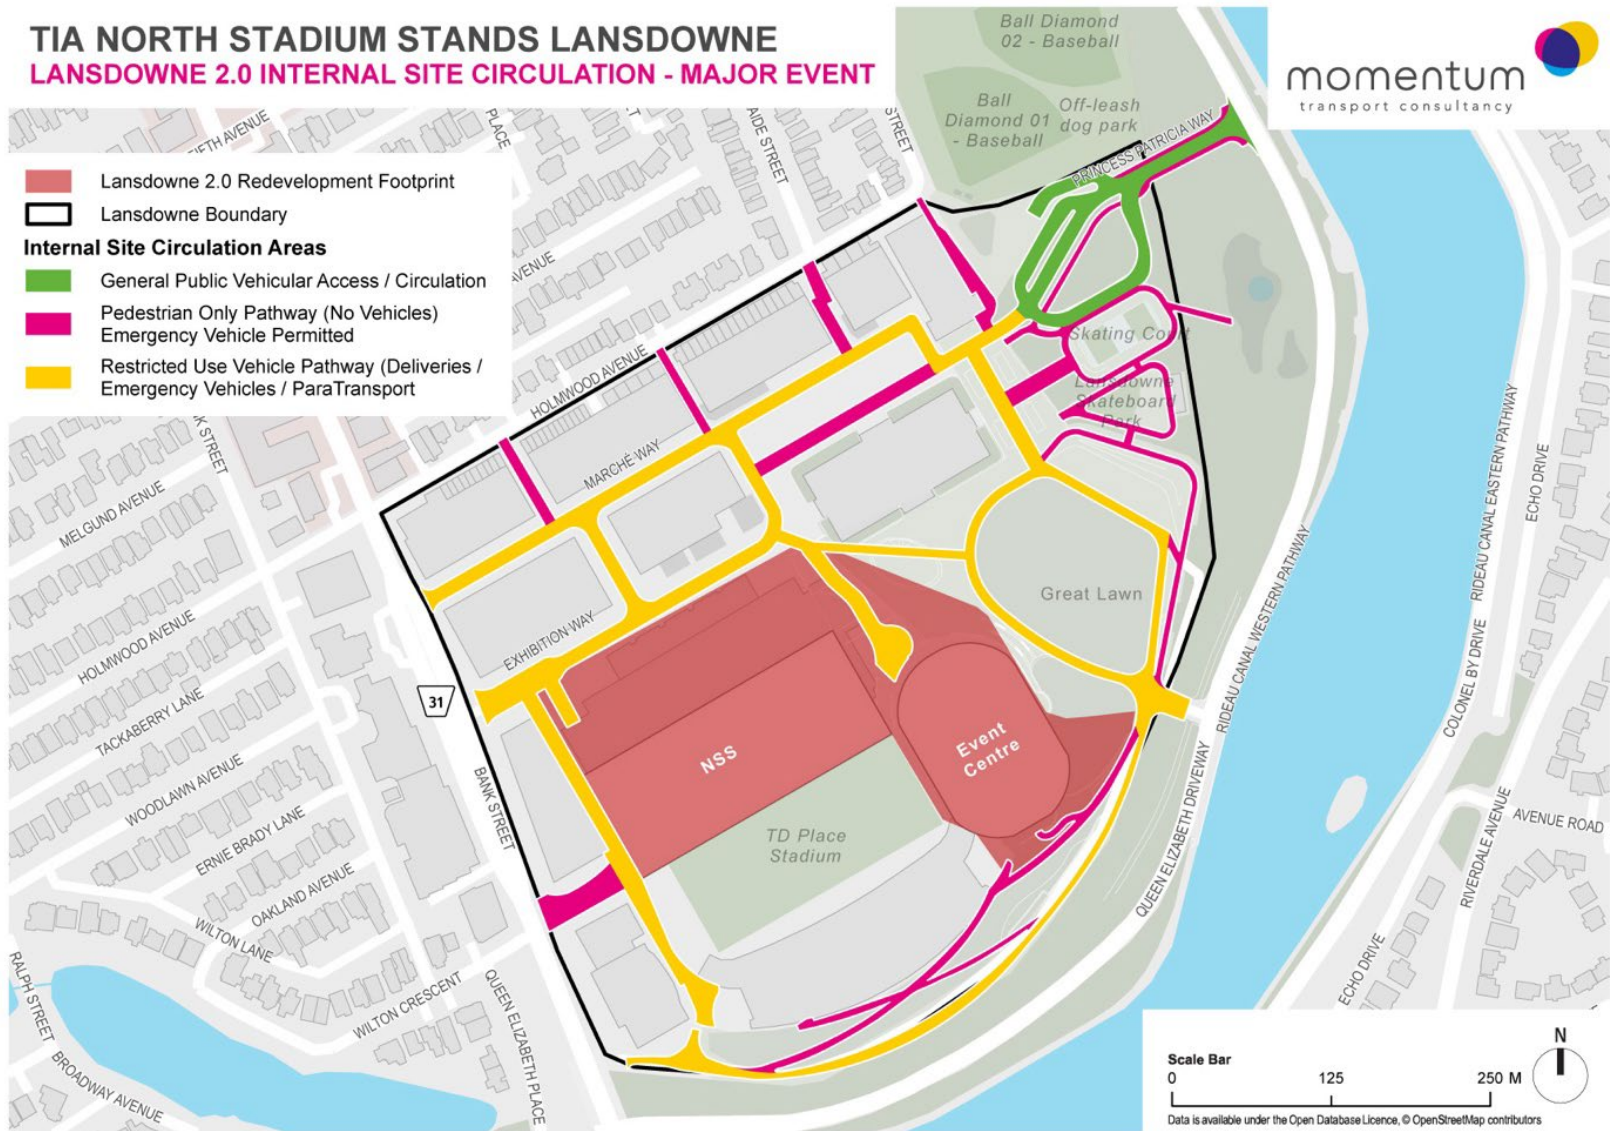 TIA NORTH STADIUM STANDS LANSDOWNE
LANSDOWNE 2.0 INTERNAL SITE CIRCULATION - MAJOR EVENT
momentum
transport consultancy
Lansdowne 2.0 Redevelopment Footprint
Lansdowne Boundary
Internal Site Circulation Areas
General Public Vehicular Access / Circulation
Pedestrian Only Pathway (No Vehicles)
Emergency Vehicle Permitted
Restricted Use Vehicle Pathway (Deliveries /
Emergency Vehicles / ParaTransport
Ball Diamond
02 - Baseball
Ball
Diamond 01
- Baseball
Off-leash
dog park
PRINCESS PATRICIA WAY
FIFTH AVENUE
PLACE
STREET
STREET
AVENUE
HOLMWOOD AVENUE
MARCHÉ WAY
Skating Court
Lansdowne
Skateboard
Park
Great Lawn
EXHIBITION WAY
NSS
Event
Centre
TD Place
Stadium
31
BANK STREET
STREET
MELGUND AVENUE
HOLMWOOD AVENUE
TACKABERRY LANE
WOODLAWN AVENUE
ERNIE BRADY LANE
OAKLAND AVENUE
WILTON LANE
WILTON CRESCENT
QUEEN ELIZABETH PLACE
RALPH STREET
BROADWAY AVENUE
QUEEN ELIZABETH DRIVEWAY
RIDEAU CANAL WESTERN PATHWAY
RIDEAU CANAL EASTERN PATHWAY
COLONEL BY DRIVE
ECHO DRIVE
ECHO DRIVE
RIVERDALE AVENUE
AVENUE ROAD
Scale Bar
0 125 250 M
N
Data is available under the Open Database Licence, © OpenStreetMap contributors